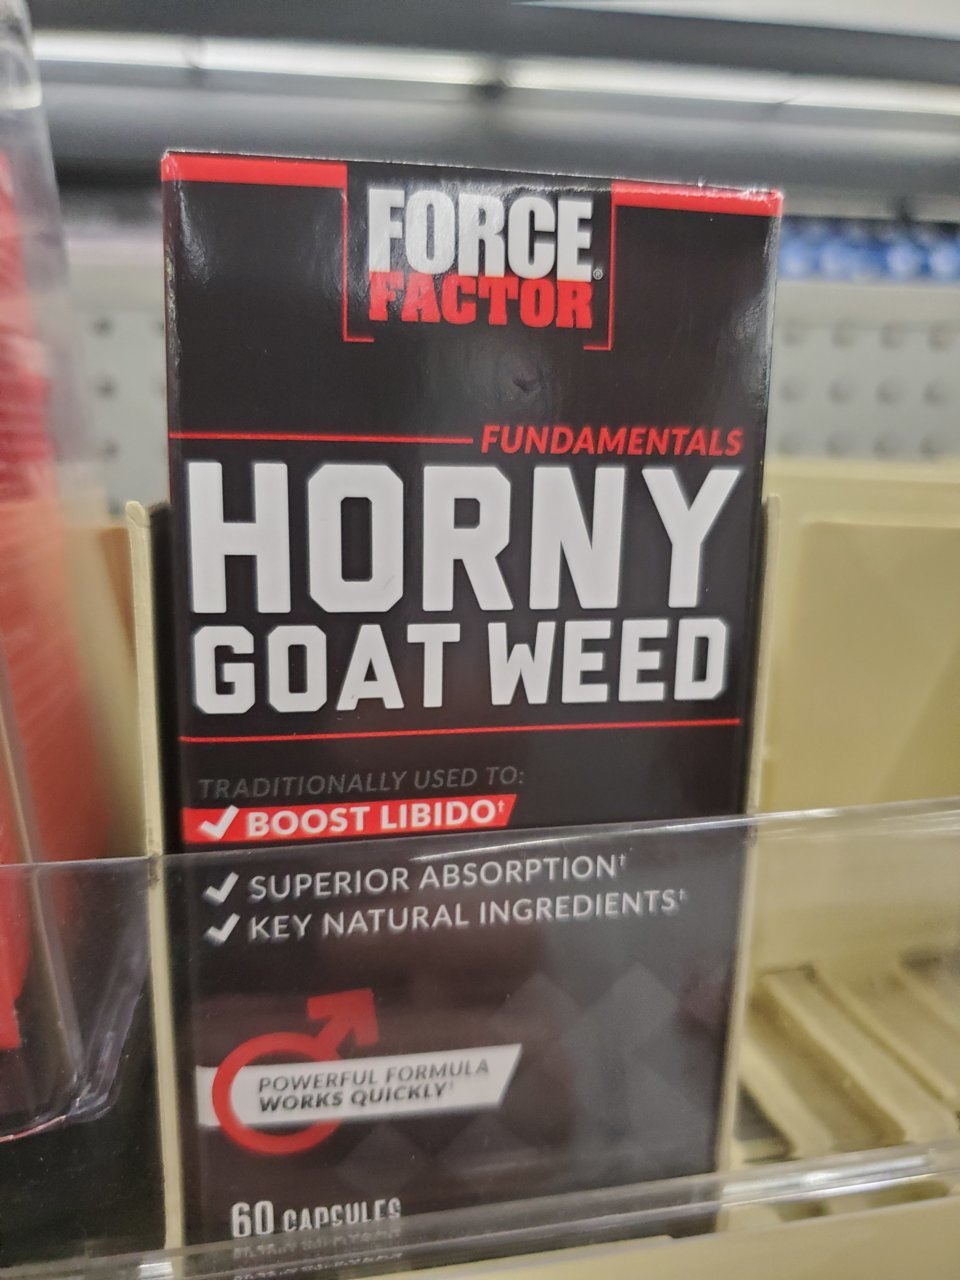 FORCE®
FACTOR
FUNDAMENTALS
HORNY
GOAT WEED
TRADITIONALLY USED TO:
BOOST LIBIDO†
SUPERIOR ABSORPTION†
KEY NATURAL INGREDIENTS†
POWERFUL FORMULA
WORKS QUICKLY†
60 CAPSULES